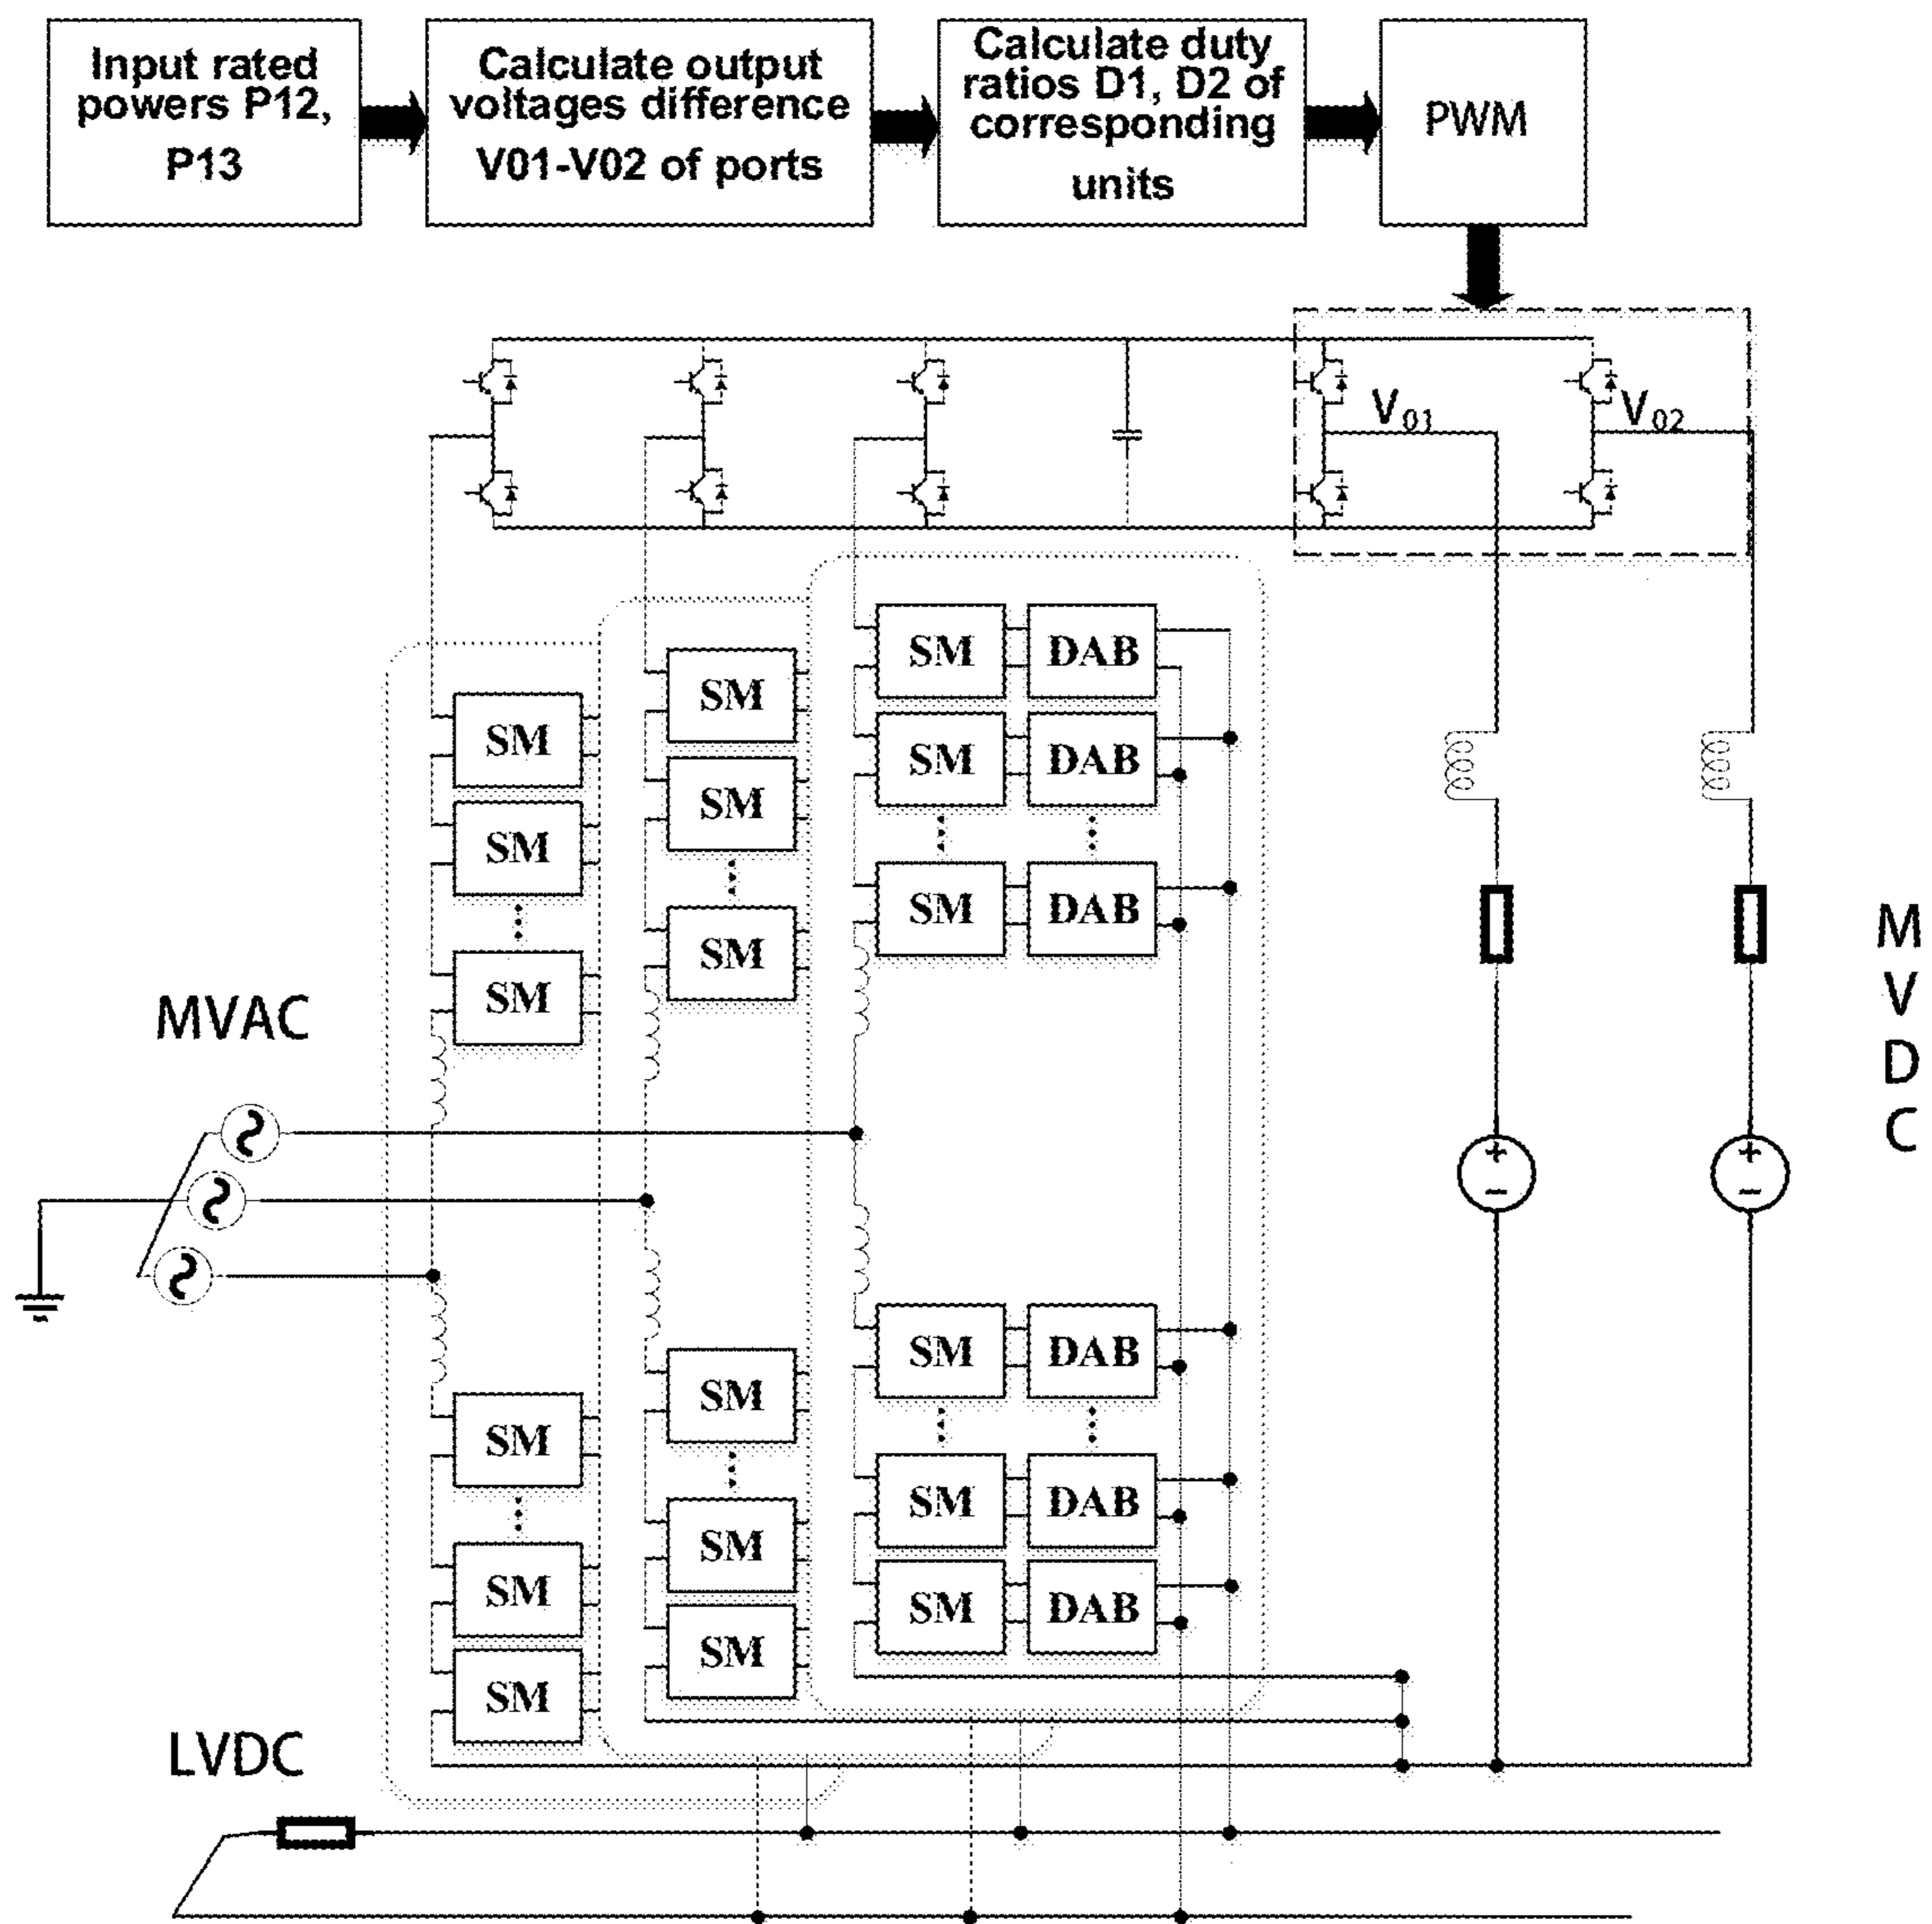 Input rated
powers P12,
P13
Calculate output
voltages difference
V01-V02 of ports
Calculate duty
ratios D1, D2 of
corresponding
units
PWM
V01
V02
SM DAB
SM
SM
SM DAB
SM
SM
SM DAB
SM
SM
MVAC
MVDC
SM DAB
SM
SM
SM DAB
SM
SM
SM DAB
SM
SM
LVDC